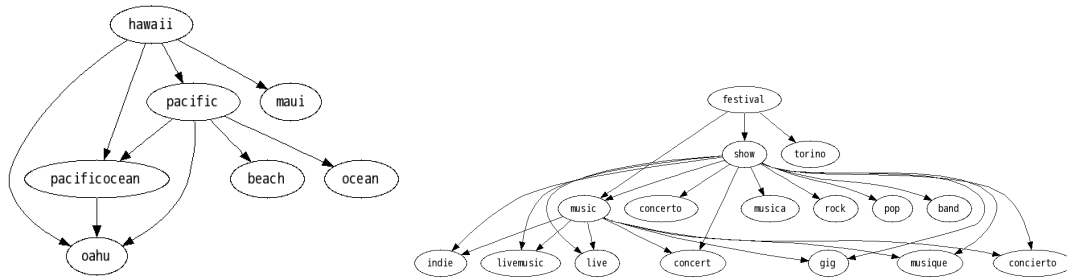 hawaii
pacific
maui
pacificocean
beach
ocean
oahu
festival
show
torino
music
concerto
musica
rock
pop
band
indie
livemusic
live
concert
gig
musique
concierto